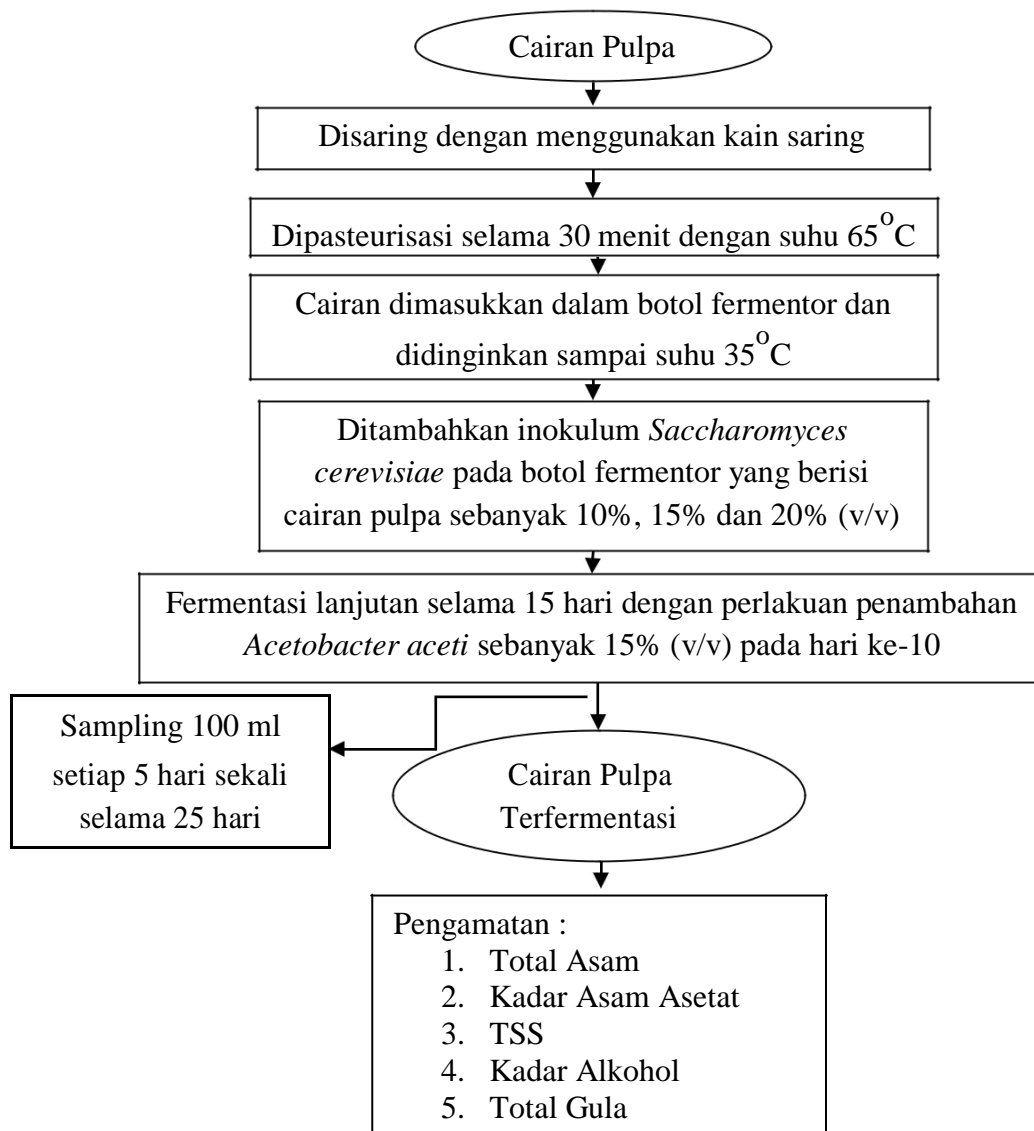 Cairan Pulpa
Disaring dengan menggunakan kain saring
Dipasteurisasi selama 30 menit dengan suhu 65°C
Cairan dimasukkan dalam botol fermentor dan
didinginkan sampai suhu 35°C
Ditambahkan inokulum Saccharomyces
cerevisiae pada botol fermentor yang berisi
cairan pulpa sebanyak 10%, 15% dan 20% (v/v)
Fermentasi lanjutan selama 15 hari dengan perlakuan penambahan
Acetobacter aceti sebanyak 15% (v/v) pada hari ke-10
Sampling 100 ml
setiap 5 hari sekali
selama 25 hari
Cairan Pulpa
Terfermentasi
Pengamatan :
1. Total Asam
2. Kadar Asam Asetat
3. TSS
4. Kadar Alkohol
5. Total Gula